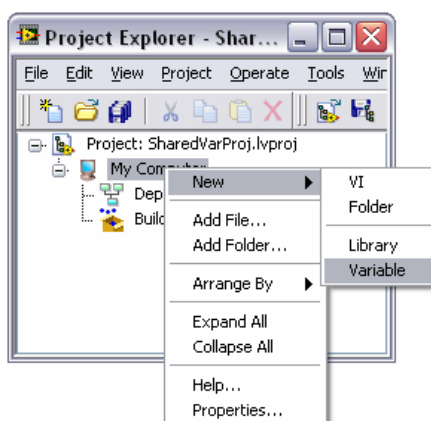 Project Explorer - Shar...
File Edit View Project Operate Tools Wir
Project: SharedVarProj.lvproj
My Computer
Dep
Build
New
Add File...
Add Folder...
Arrange By
Expand All
Collapse All
Help...
Properties...
VI
Folder
Library
Variable